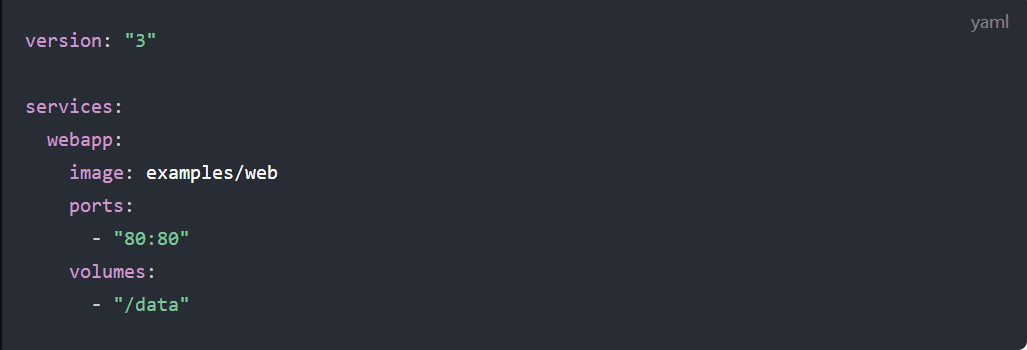 yaml
version: "3"
services:
  webapp:
    image: examples/web
    ports:
      - "80:80"
    volumes:
      - "/data"